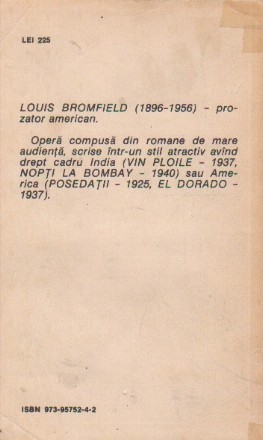 LEI 225
LOUIS BROMFIELD (1896-1956) - pro-
zator american.
Operă compusă din romane de mare
audiență, scrise într-un stil atractiv avînd
drept cadru India (VIN PLOILE - 1937,
NOPȚI LA BOMBAY - 1940) sau Ame-
rica (POSEDAȚII - 1925, EL DORADO -
1937).
ISBN 973-95752-4-2